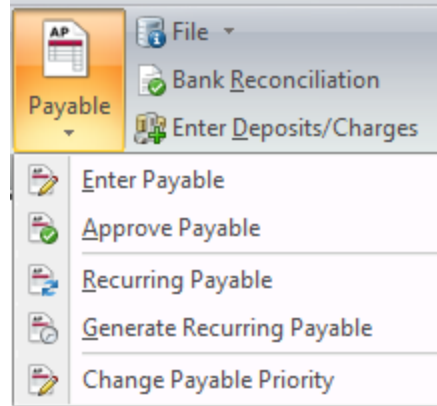 AP
Payable
File
Bank Reconciliation
Enter Deposits/Charges
Enter Payable
Approve Payable
Recurring Payable
Generate Recurring Payable
Change Payable Priority